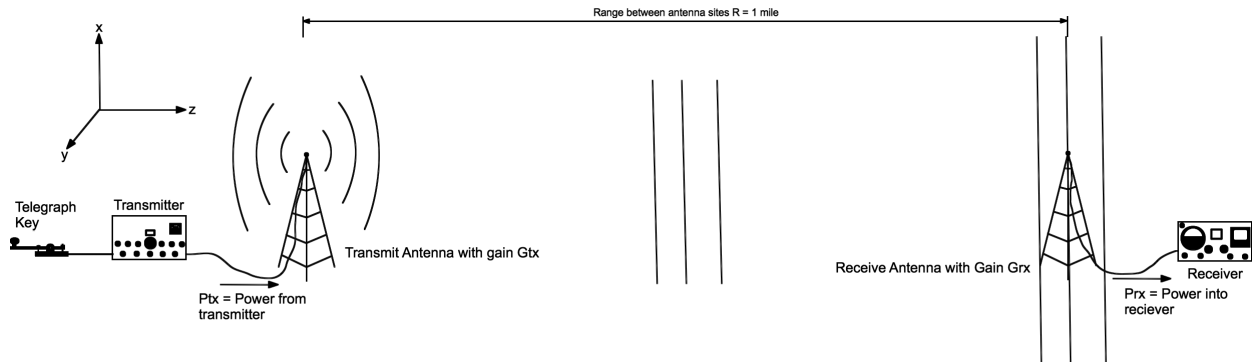 Range between antenna sites R = 1 mile
x
z
y
Telegraph
Key
Transmitter
Transmit Antenna with gain Gtx
Ptx = Power from
transmitter
Receive Antenna with Gain Grx
Receiver
Prx = Power into
reciever